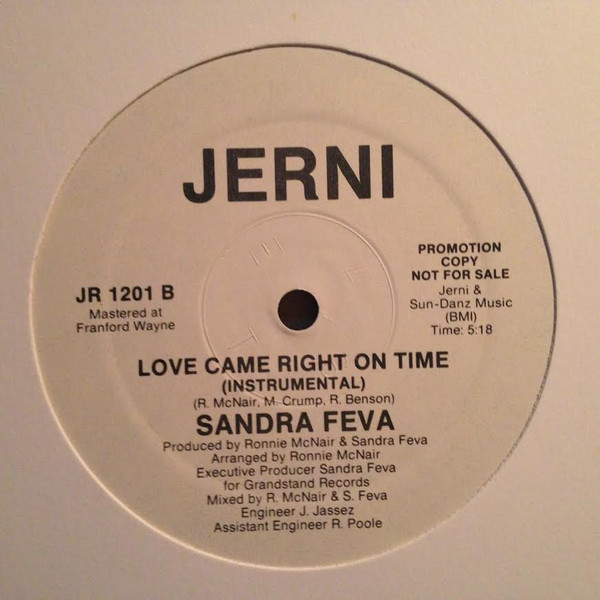 JERNI
JR 1201 B
Mastered at
Franford Wayne
PROMOTION
COPY
NOT FOR SALE
Jerni &
Sun-Danz Music
(BMI)
Time: 5:18
LOVE CAME RIGHT ON TIME
(INSTRUMENTAL)
(R. McNair, M. Crump, R. Benson)
SANDRA FEVA
Produced by Ronnie McNair & Sandra Feva
Arranged by Ronnie McNair
Executive Producer Sandra Feva
for Grandstand Records
Mixed by R. McNair & S. Feva
Engineer J. Jassez
Assistant Engineer R. Poole